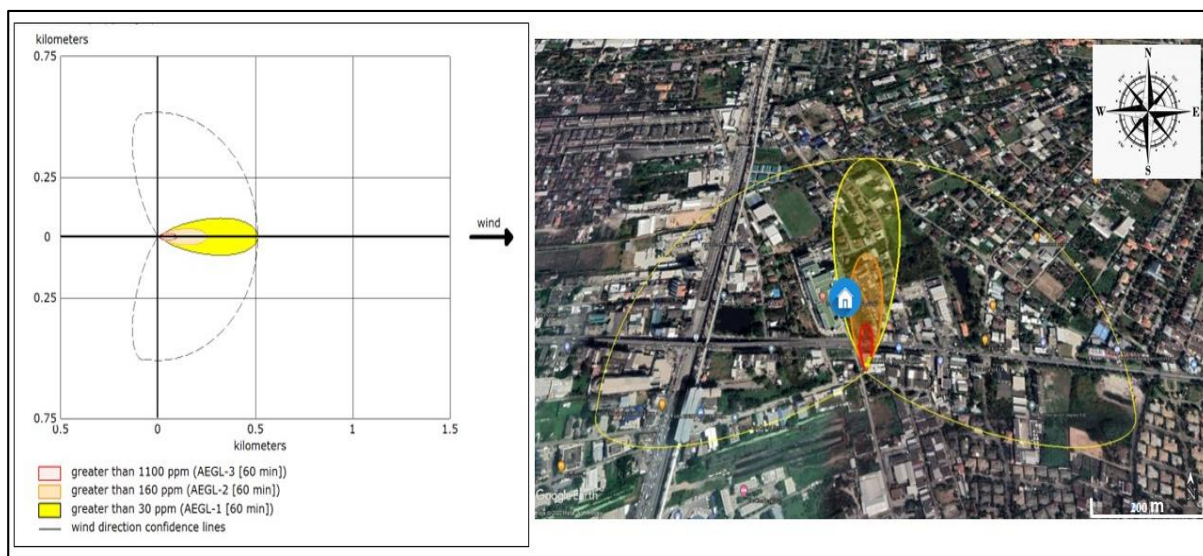 kilometers
0.75
0.25
0
0.25
0.75
0.5
0
0.5
1
1.5
kilometers
wind
greater than 1100 ppm (AEGL-3 [60 min])
greater than 160 ppm (AEGL-2 [60 min])
greater than 30 ppm (AEGL-1 [60 min])
wind direction confidence lines
N
W
E
S
Google Earth
200 m